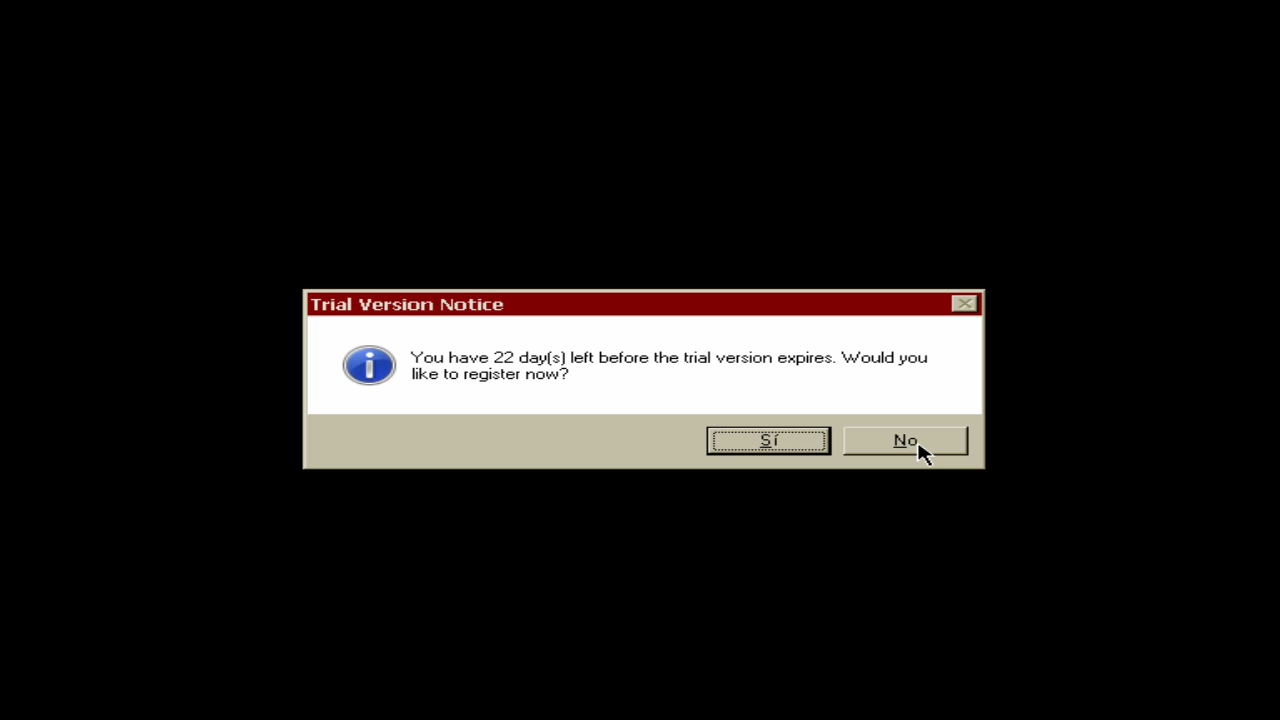 Trial Version Notice
You have 22 day(s) left before the trial version expires. Would you
like to register now?
Sí
No